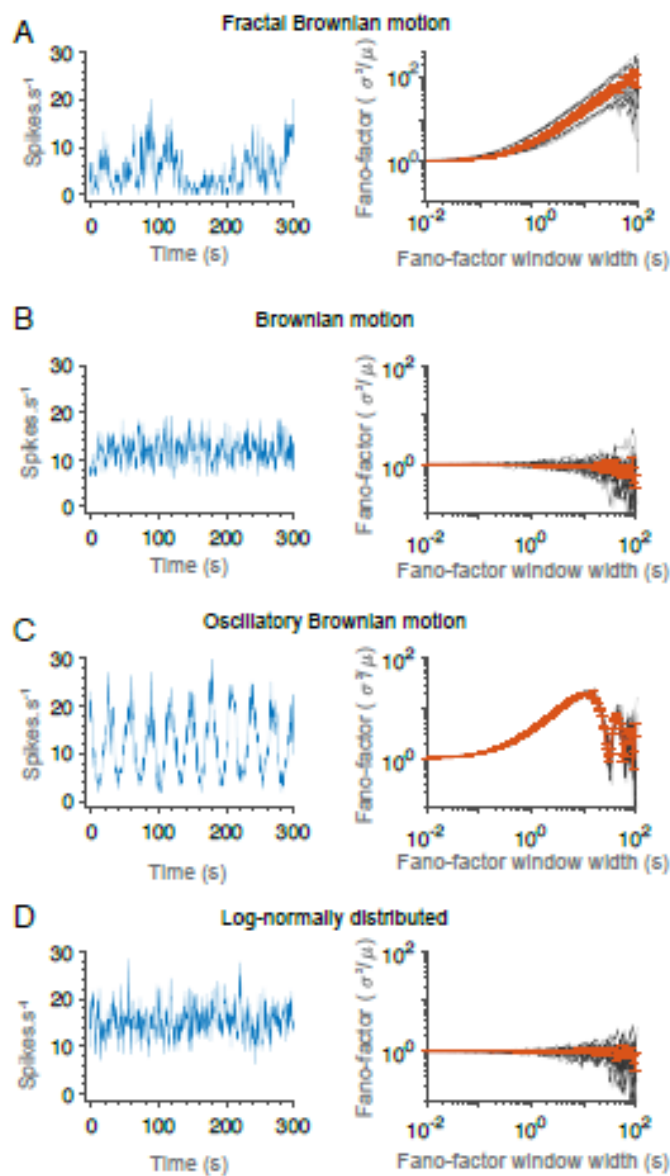 A
Fractal Brownian motion
Spikes.s⁻¹
30
20
10
0
0 100 200 300
Time (s)
Fano-factor ( σ²/μ)
10²
10⁰
10⁻² 10⁰ 10²
Fano-factor window width (s)
B
Brownian motion
Spikes.s⁻¹
30
20
10
0
0 100 200 300
Time (s)
Fano-factor ( σ²/μ)
10²
10⁰
10⁻² 10⁰ 10²
Fano-factor window width (s)
C
Oscillatory Brownian motion
Spikes.s⁻¹
30
20
10
0
0 100 200 300
Time (s)
Fano-factor ( σ²/μ)
10²
10⁰
10⁻² 10⁰ 10²
Fano-factor window width (s)
D
Log-normally distributed
Spikes.s⁻¹
30
20
10
0
0 100 200 300
Time (s)
Fano-factor ( σ²/μ)
10²
10⁰
10⁻² 10⁰ 10²
Fano-factor window width (s)